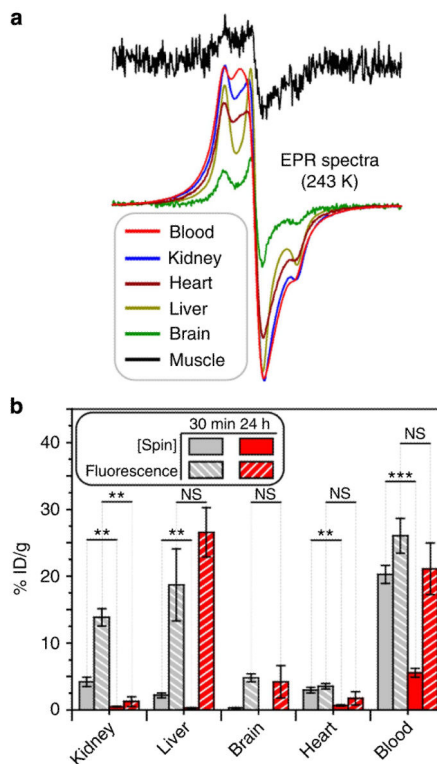 a
EPR spectra
(243 K)
Blood
Kidney
Heart
Liver
Brain
Muscle
b
30 min 24 h
[Spin]
Fluorescence
NS
***
**
**
NS
**
NS
NS
**
% ID/g
40
30
20
10
0
Kidney
Liver
Brain
Heart
Blood